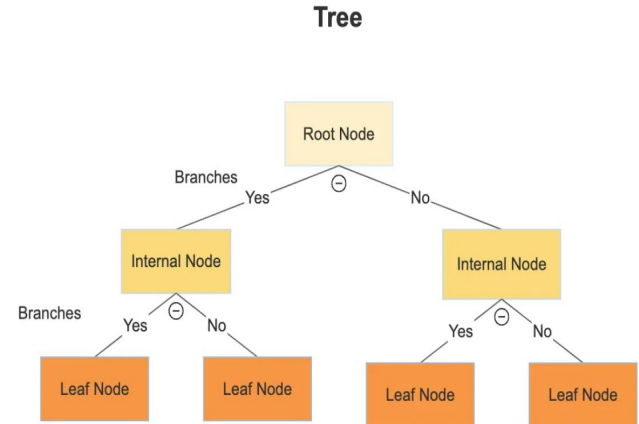 Tree
Root Node
Branches
Yes
No
Internal Node
Internal Node
Branches
Yes
No
Yes
No
Leaf Node
Leaf Node
Leaf Node
Leaf Node